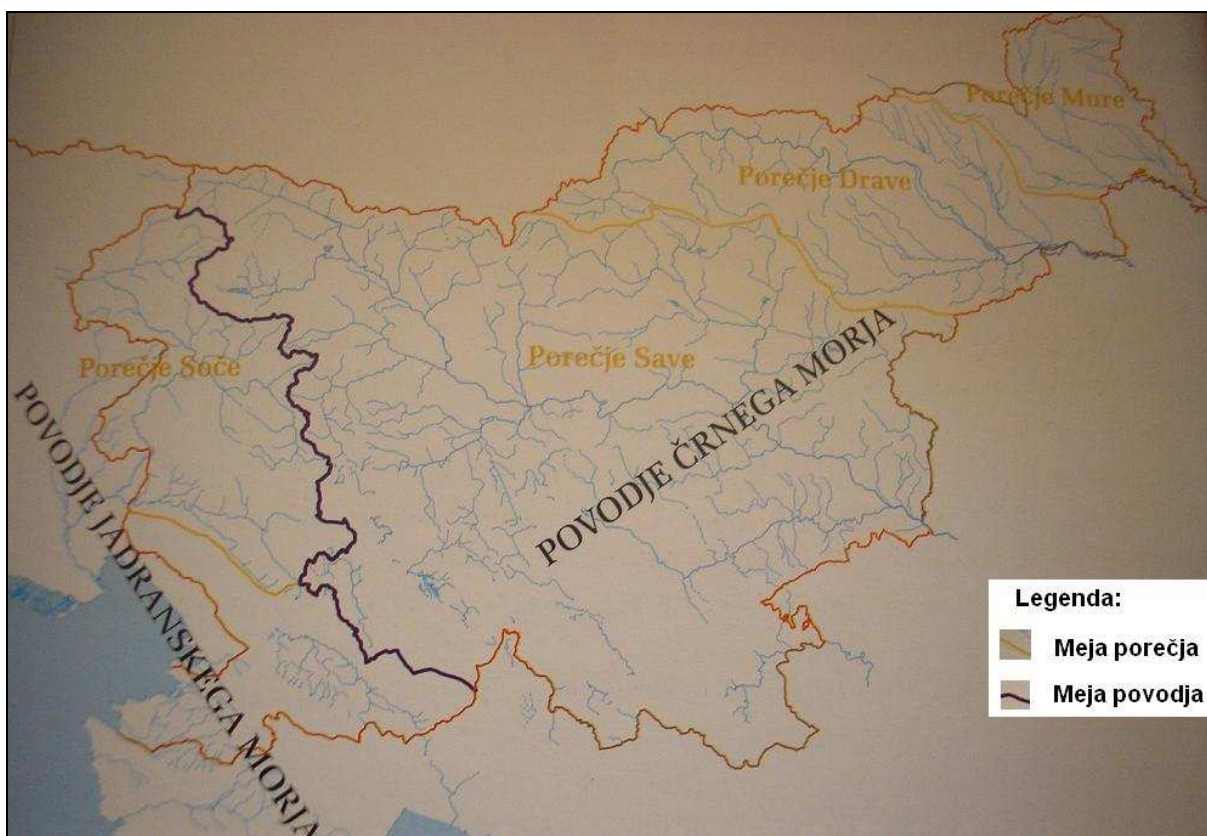 Porečje Mure
Porečje Drave
Porečje Soče
Porečje Save
POVODJE ČRNEGA MORJA
POVODJE JADRANSKEGA MORJA
Legenda:
Meja porečja
Meja povodja